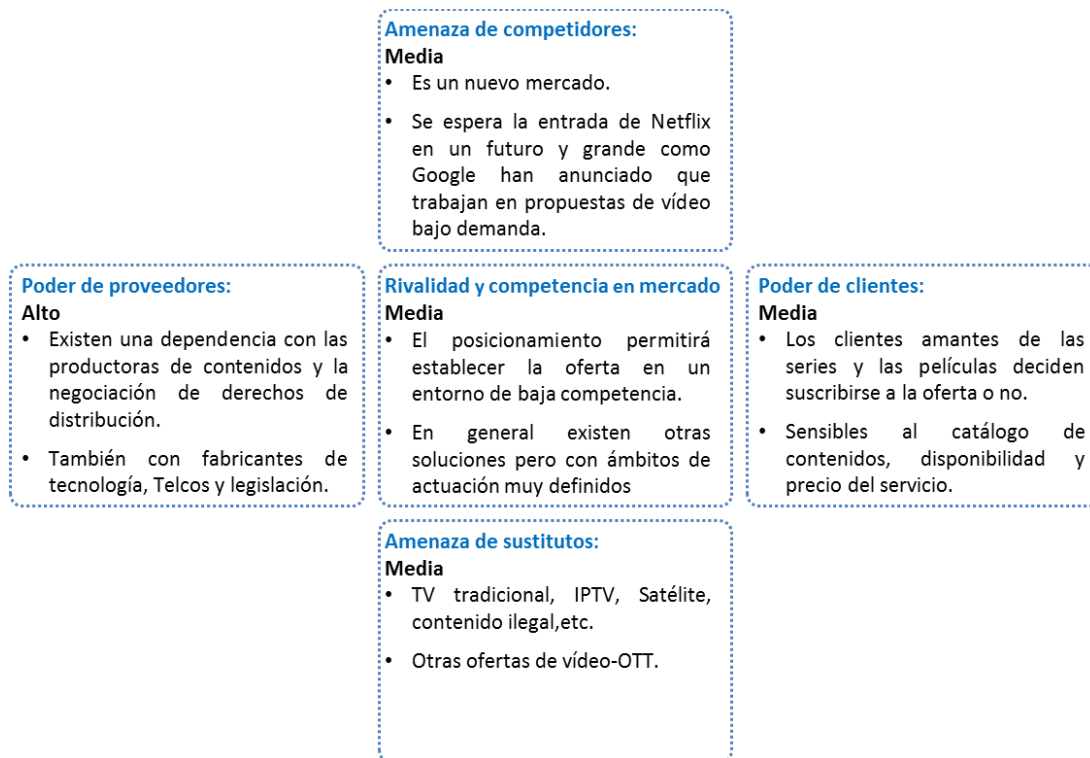 Amenaza de competidores:
Media
• Es un nuevo mercado.
• Se espera la entrada de Netflix
en un futuro y grande como
Google han anunciado que
trabajan en propuestas de vídeo
bajo demanda.
Poder de proveedores:
Alto
• Existen una dependencia con las
productoras de contenidos y la
negociación de derechos de
distribución.
• También con fabricantes de
tecnología, Telcos y legislación.
Rivalidad y competencia en mercado
Media
• El posicionamiento permitirá
establecer la oferta en un
entorno de baja competencia.
• En general existen otras
soluciones pero con ámbitos de
actuación muy definidos
Poder de clientes:
Media
• Los clientes amantes de las
series y las películas deciden
suscribirse a la oferta o no.
• Sensibles al catálogo de
contenidos, disponibilidad y
precio del servicio.
Amenaza de sustitutos:
Media
• TV tradicional, IPTV, Satélite,
contenido ilegal,etc.
• Otras ofertas de vídeo-OTT.